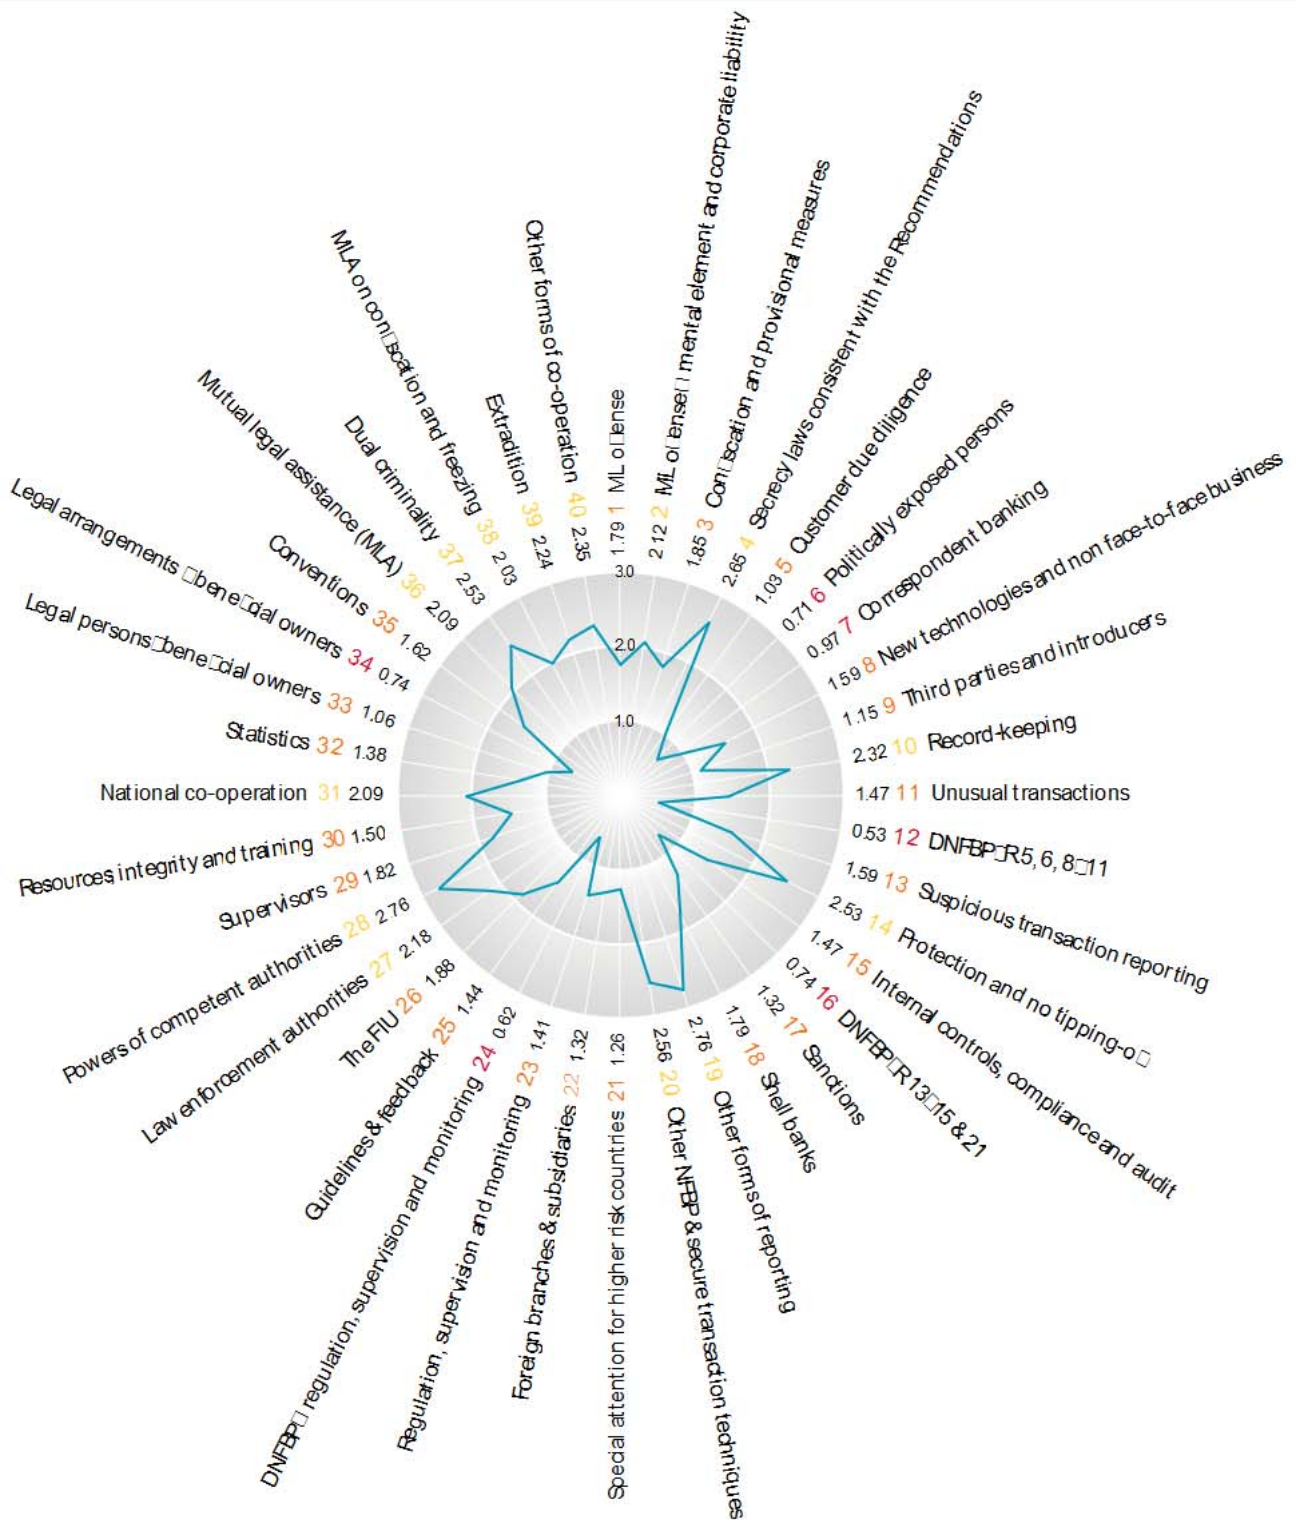 1.79 1 ML o□ense
2.12 2 ML o□ense□mental element and corporate liability
1.85 3 Con□scation and provisional measures
2.65 4 Secrecy laws consistent with the Recommendations
1.03 5 Customer due diligence
0.71 6 Politically exposed persons
0.97 7 Correspondent banking
1.59 8 New technologies and non face-to-face business
1.15 9 Third parties and introducers
2.32 10 Record-keeping
1.47 11 Unusual transactions
0.53 12 DNFBP□R.5, 6, 8□11
1.59 13 Suspicious transaction reporting
2.53 14 Protection and no tipping-o□
1.47 15 Internal controls, compliance and audit
0.74 16 DNFBP□R.13□15 & 21
1.32 17 Sanctions
1.79 18 Shell banks
2.76 19 Other forms of reporting
2.56 20 Other NFBP & secure transaction techniques
Special attention for higher risk countries 21 1.26
Foreign branches & subsidiaries 22 1.32
Regulation, supervision and monitoring 23 1.41
DNFBP□ regulation, supervision and monitoring 24 0.62
Guidelines & feedback 25 1.44
The FIU 26 1.88
Law enforcement authorities 27 2.18
Powers of competent authorities 28 2.76
Supervisors 29 1.82
Resources, integrity and training 30 1.50
National co-operation 31 2.09
Statistics 32 1.38
Legal persons□bene□cial owners 33 1.06
Legal arrangements □bene□cial owners 34 0.74
Conventions 35 1.62
Mutual legal assistance (MLA) 36 2.09
Dual criminality 37 2.53
MLA on con□scation and freezing 38 2.03
Extradition 39 2.24
Other forms of co-operation 40 2.35
3.0
2.0
1.0